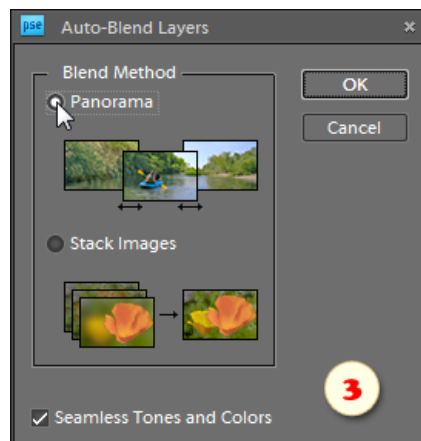 pse Auto-Blend Layers
Blend Method
Panorama
Stack Images
OK
Cancel
3
Seamless Tones and Colors